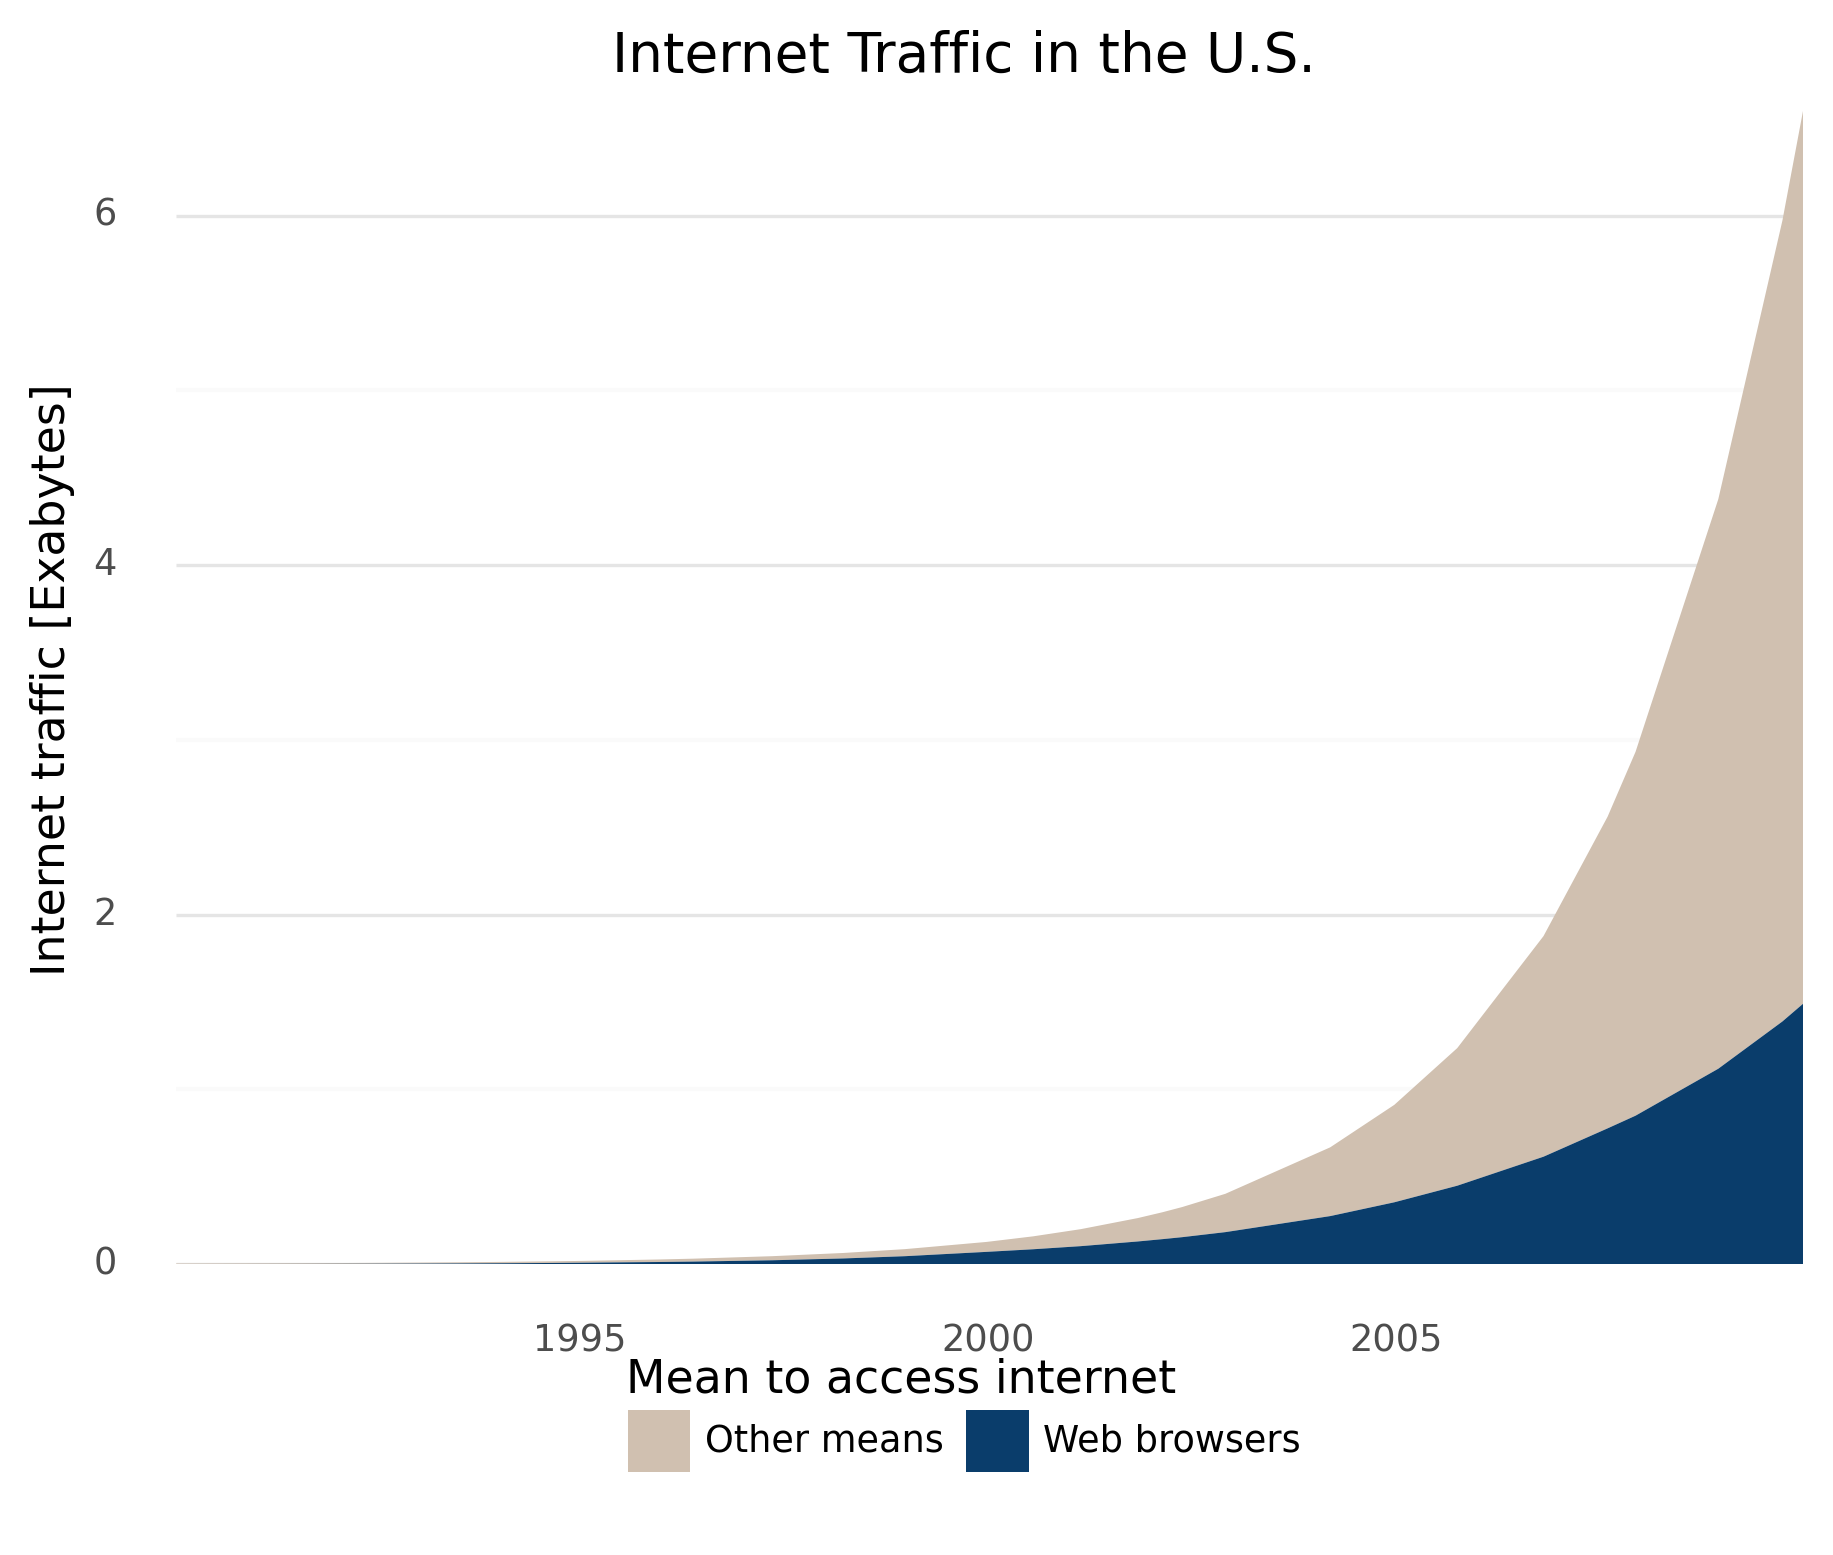 Internet Traffic in the U.S.
Internet traffic [Exabytes]
6
4
2
0
1995 2000 2005
Mean to access internet
Other means Web browsers